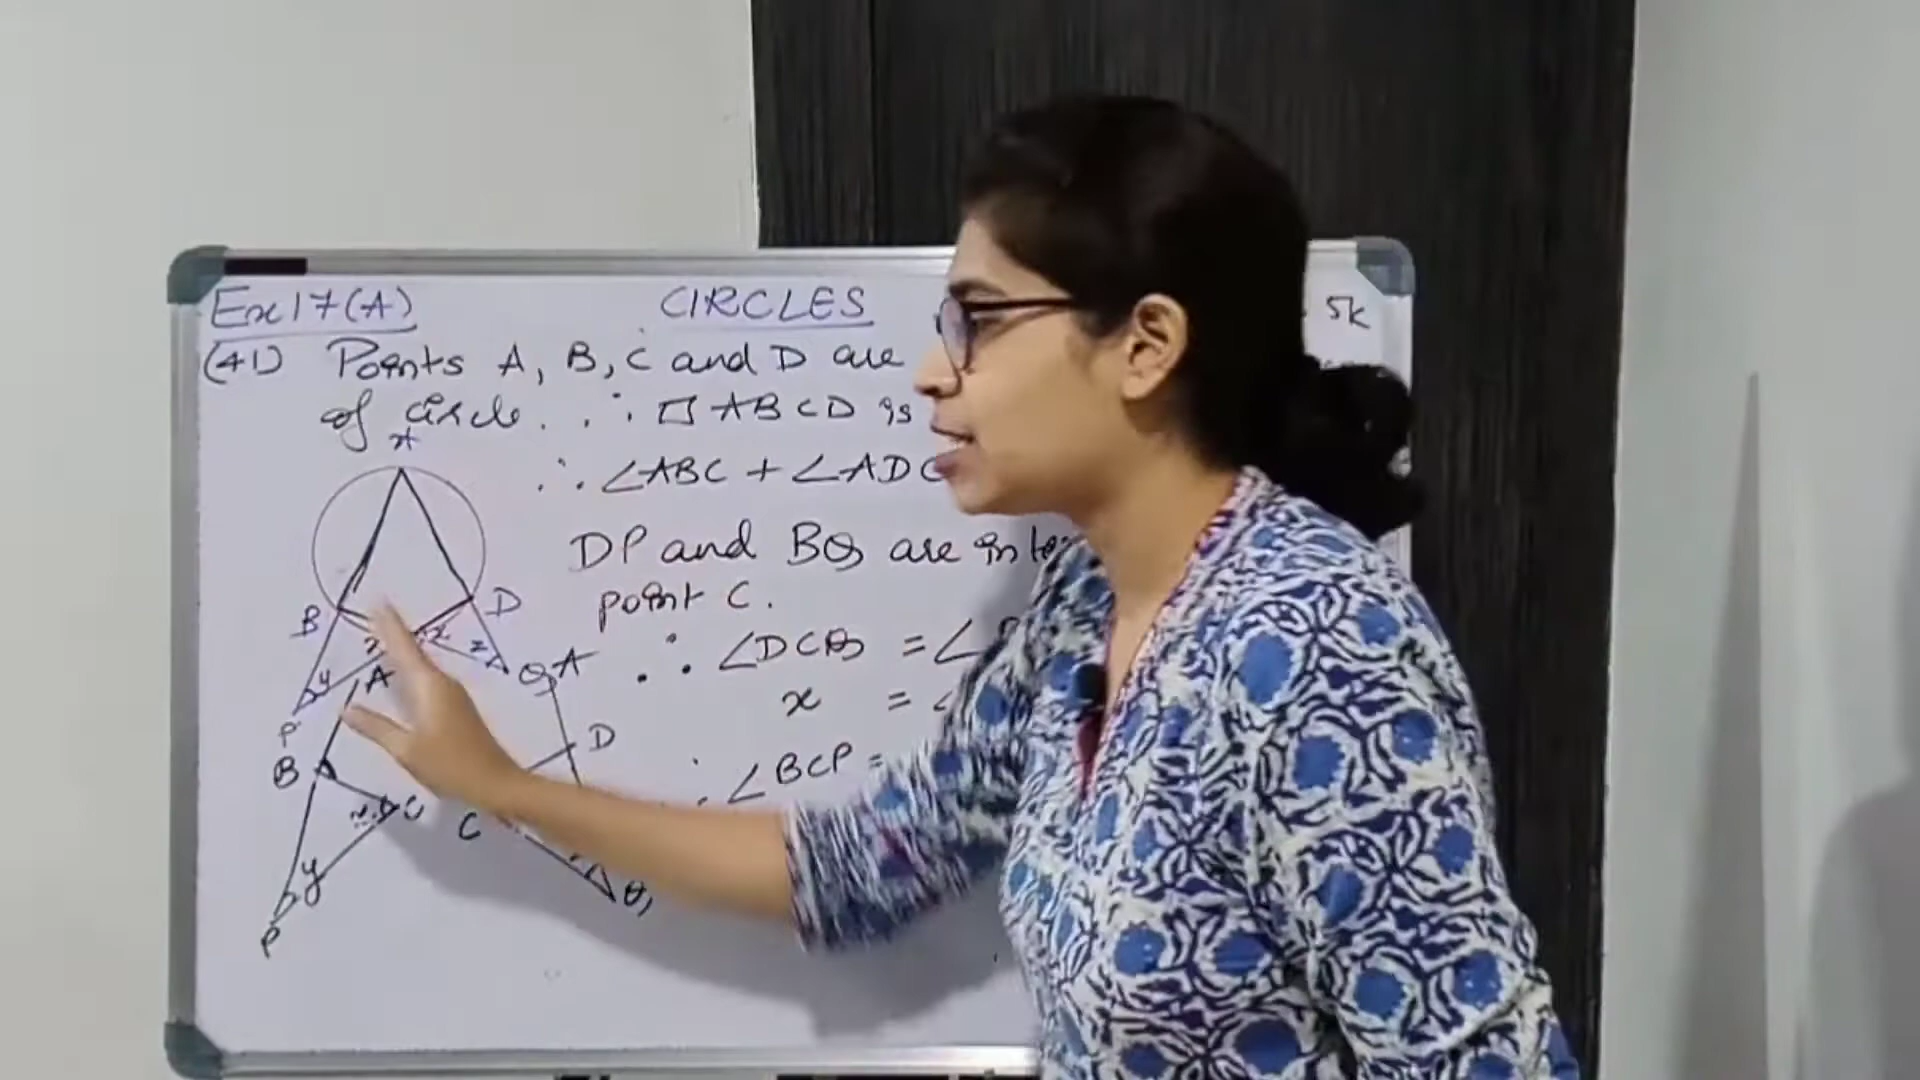 Ex 17(A)
CIRCLES
5k
(41) Points A, B, C and D are
of circle. ∴ □ ABCD is
∴ ∠ABC + ∠ADC
DP and BQ are inte
point C.
∴ ∠DCQ = ∠
x = ∠
∴ ∠BCP =
A
B
D
x
x
z
y
P
Q
A
B
C
y
P
A
D
C
Q